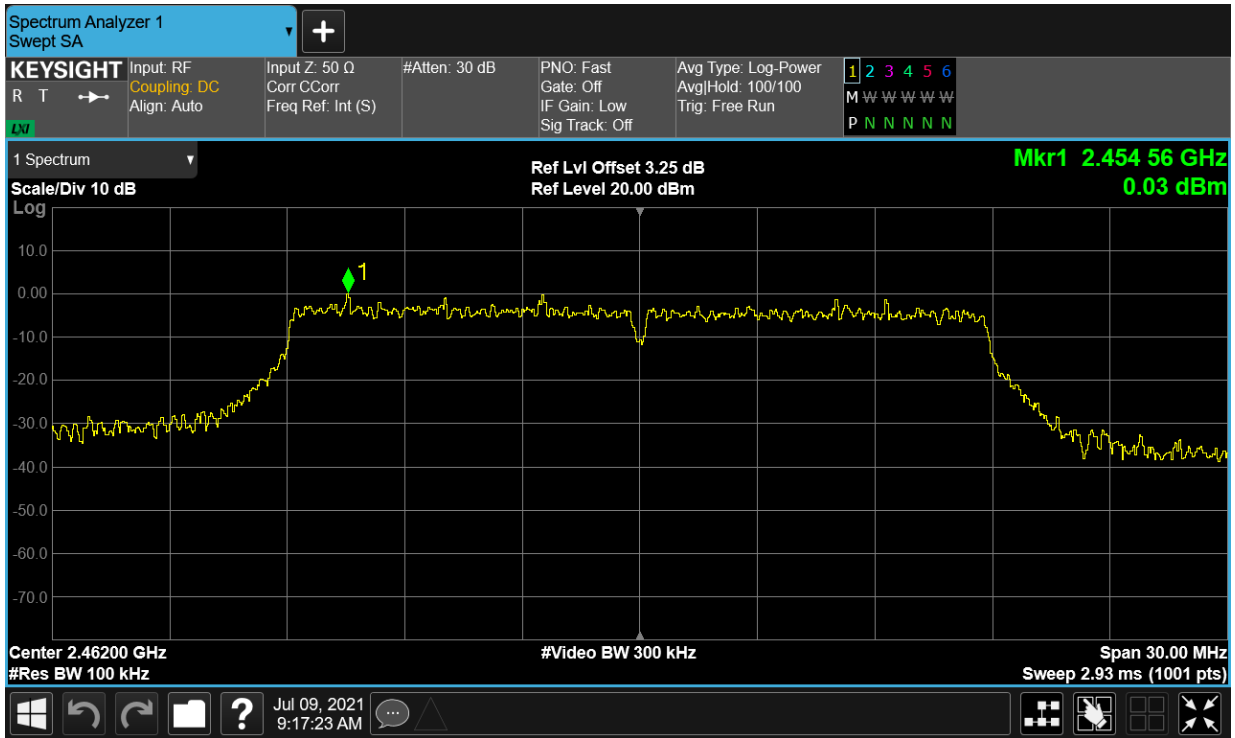 Spectrum Analyzer 1
Swept SA
KEYSIGHT
R T
LXI
Input: RF
Coupling: DC
Align: Auto
Input Z: 50 Ω
Corr CCorr
Freq Ref: Int (S)
#Atten: 30 dB
PNO: Fast
Gate: Off
IF Gain: Low
Sig Track: Off
Avg Type: Log-Power
Avg|Hold: 100/100
Trig: Free Run
1 2 3 4 5 6
M W W W W W
P N N N N N
1 Spectrum
Scale/Div 10 dB
Log
Ref Lvl Offset 3.25 dB
Ref Level 20.00 dBm
Mkr1 2.454 56 GHz
0.03 dBm
10.0
0.00
-10.0
-20.0
-30.0
-40.0
-50.0
-60.0
-70.0
1
Center 2.46200 GHz
#Res BW 100 kHz
#Video BW 300 kHz
Span 30.00 MHz
Sweep 2.93 ms (1001 pts)
?
Jul 09, 2021
9:17:23 AM